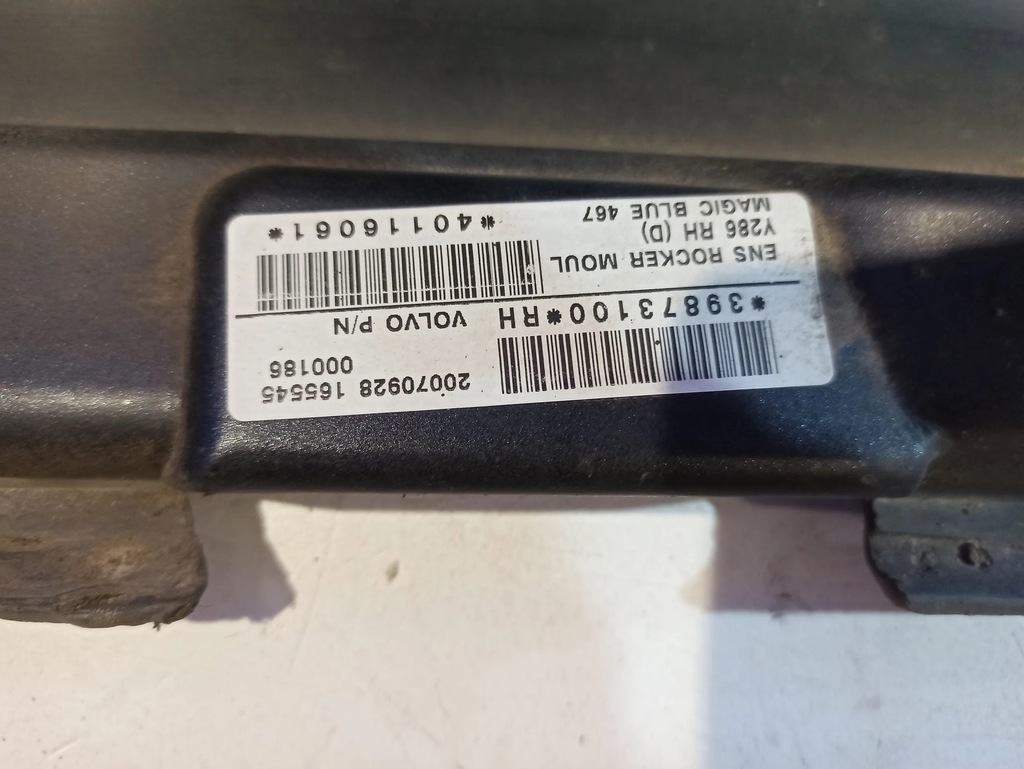 20070928 165545
000186
VOLVO P/N
*39873100*RH
ENS ROCKER MOUL
Y286 RH (D)
MAGIC BLUE 467
*40116061*